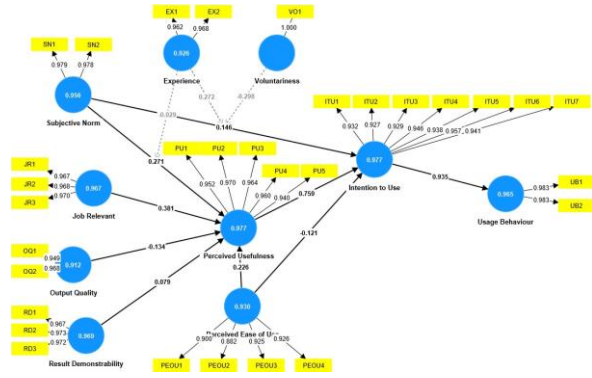 EX1
EX2
VO1
0.962
0.968
1.000
SN1
SN2
0.979
0.978
0.926
Experience
Voluntariness
0.956
Subjective Norm
-0.029
0.272
-0.298
0.146
ITU1
ITU2
ITU3
ITU4
ITU5
ITU6
ITU7
0.932
0.927
0.929
0.946
0.938
0.957
0.941
0.977
Intention to Use
0.271
PU1
PU2
PU3
PU4
PU5
0.952
0.970
0.964
0.960
0.940
0.759
0.935
JR1
JR2
JR3
0.967
0.968
0.970
0.967
Job Relevant
0.381
0.977
Perceived Usefulness
-0.121
0.965
Usage Behaviour
0.983
0.983
UB1
UB2
OQ1
OQ2
0.949
0.912
Output Quality
-0.134
0.226
RD1
RD2
RD3
0.967
0.973
0.972
0.969
Result Demonstrability
0.079
0.930
Perceived Ease of
0.900
0.882
0.925
0.926
PEOU1
PEOU2
PEOU3
PEOU4